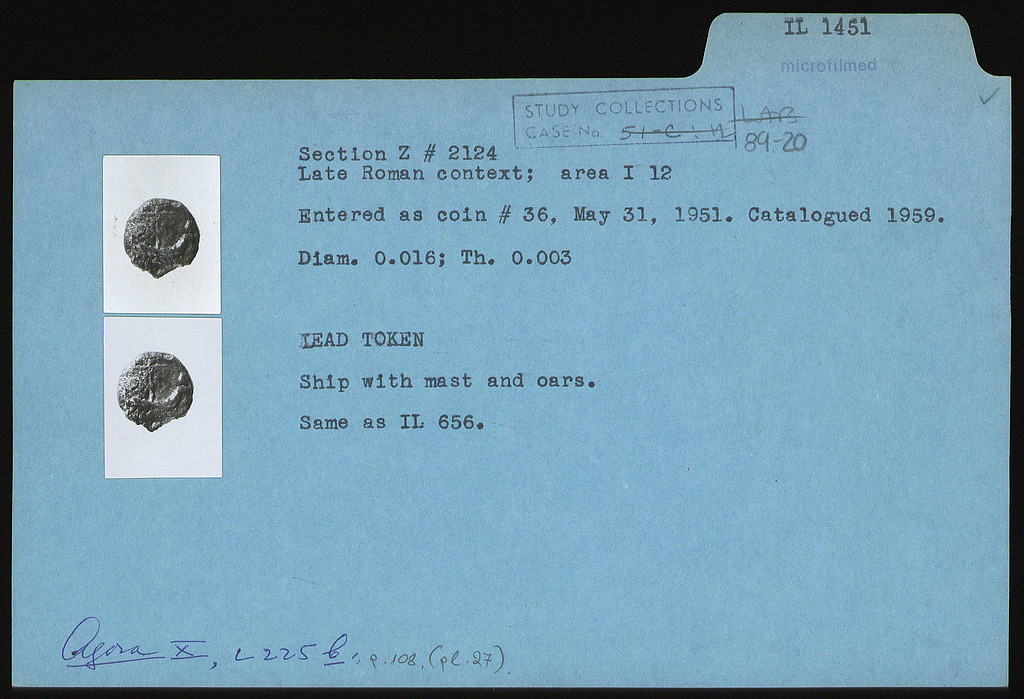 IL 1451
microfilmed
STUDY COLLECTIONS
CASE No. 51-C
LAB
89-20
Section Z # 2124
Late Roman context; area I 12
Entered as coin # 36, May 31, 1951. Catalogued 1959.
Diam. 0.016; Th. 0.003
LEAD TOKEN
Ship with mast and oars.
Same as IL 656.
Agora X, L 225 b, p. 108, (pl. 27)